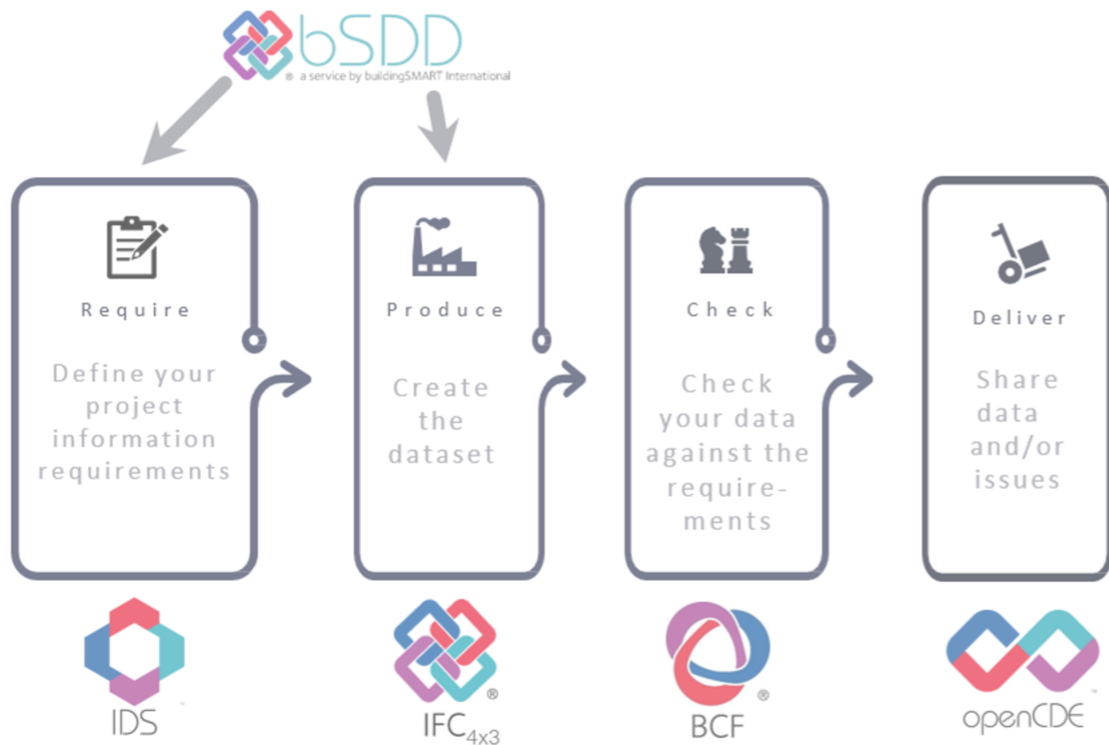 bSDD
® a service by buildingSMART International
Require
Define your
project
information
requirements
Produce
Create
the
dataset
Check
Check
your data
against the
require-
ments
Deliver
Share
data
and/or
issues
IDS
IFC4x3 ®
BCF ®
openCDE